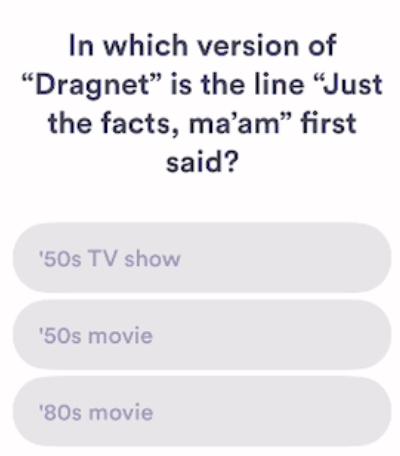 In which version of
“Dragnet” is the line “Just
the facts, ma’am” first
said?
'50s TV show
'50s movie
'80s movie